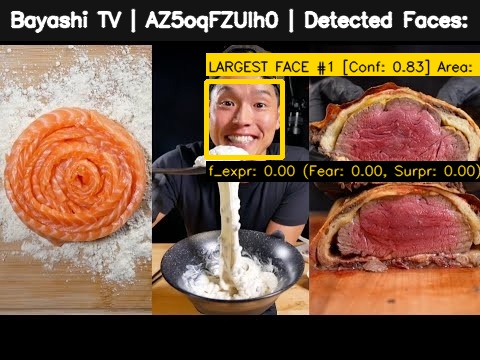 Bayashi TV | AZ5oqFZUIh0 | Detected Faces:
LARGEST FACE #1 [Conf: 0.83] Area:
f_expr: 0.00 (Fear: 0.00, Surpr: 0.00)